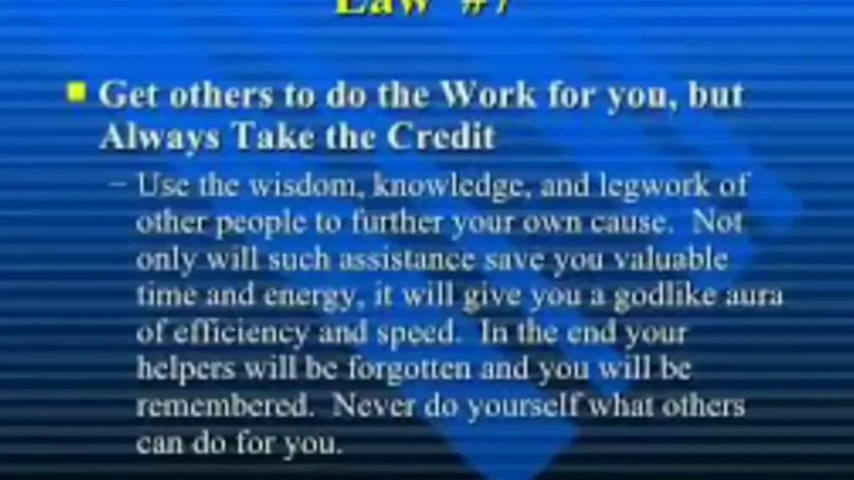 Law #7
Get others to do the Work for you, but
Always Take the Credit
– Use the wisdom, knowledge, and legwork of
other people to further your own cause. Not
only will such assistance save you valuable
time and energy, it will give you a godlike aura
of efficiency and speed. In the end your
helpers will be forgotten and you will be
remembered. Never do yourself what others
can do for you.